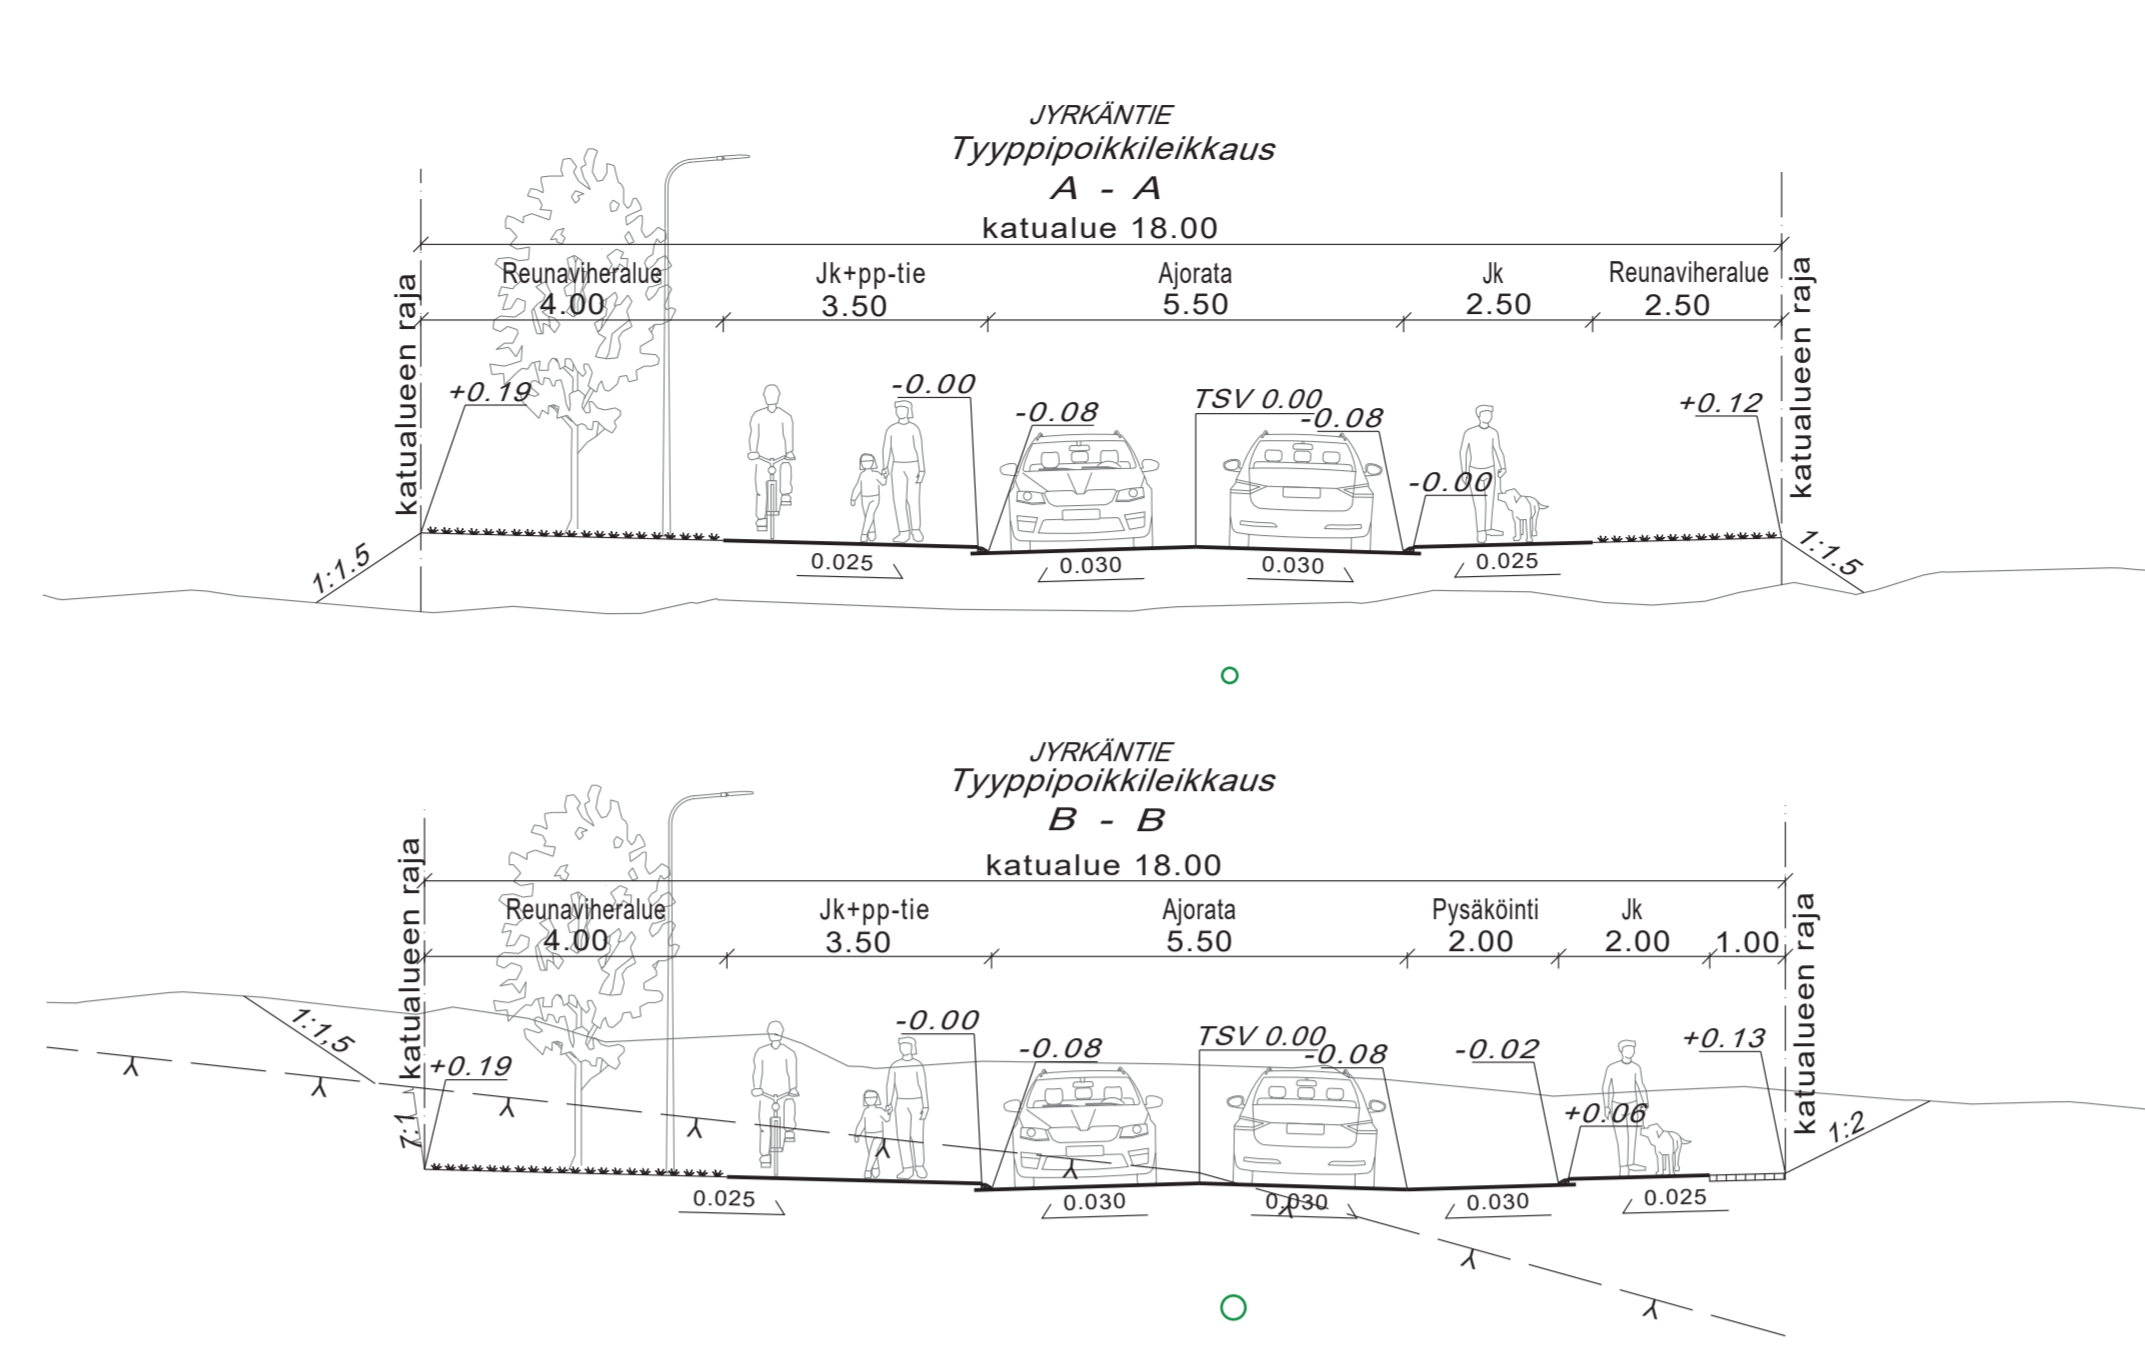 JYRKÄNTIE
Tyyppipoikkileikkaus
A - A
katualue 18.00
Reunaviheralue Jk+pp-tie Ajorata Jk Reunaviheralue
4.00 3.50 5.50 2.50 2.50
katualueen raja
katualueen raja
+0.19 -0.00 -0.08 TSV 0.00 -0.08 -0.00 +0.12
1:1.5 0.025 0.030 0.030 0.025 1:1.5
JYRKÄNTIE
Tyyppipoikkileikkaus
B - B
katualue 18.00
Reunaviheralue Jk+pp-tie Ajorata Pysäköinti Jk
4.00 3.50 5.50 2.00 2.00 1.00
katualueen raja
katualueen raja
1:1,5 +0.19 -0.00 -0.08 TSV 0.00 -0.08 -0.02 +0.06 +0.13
7:1 1:2
0.025 0.030 0.030 0.030 0.025